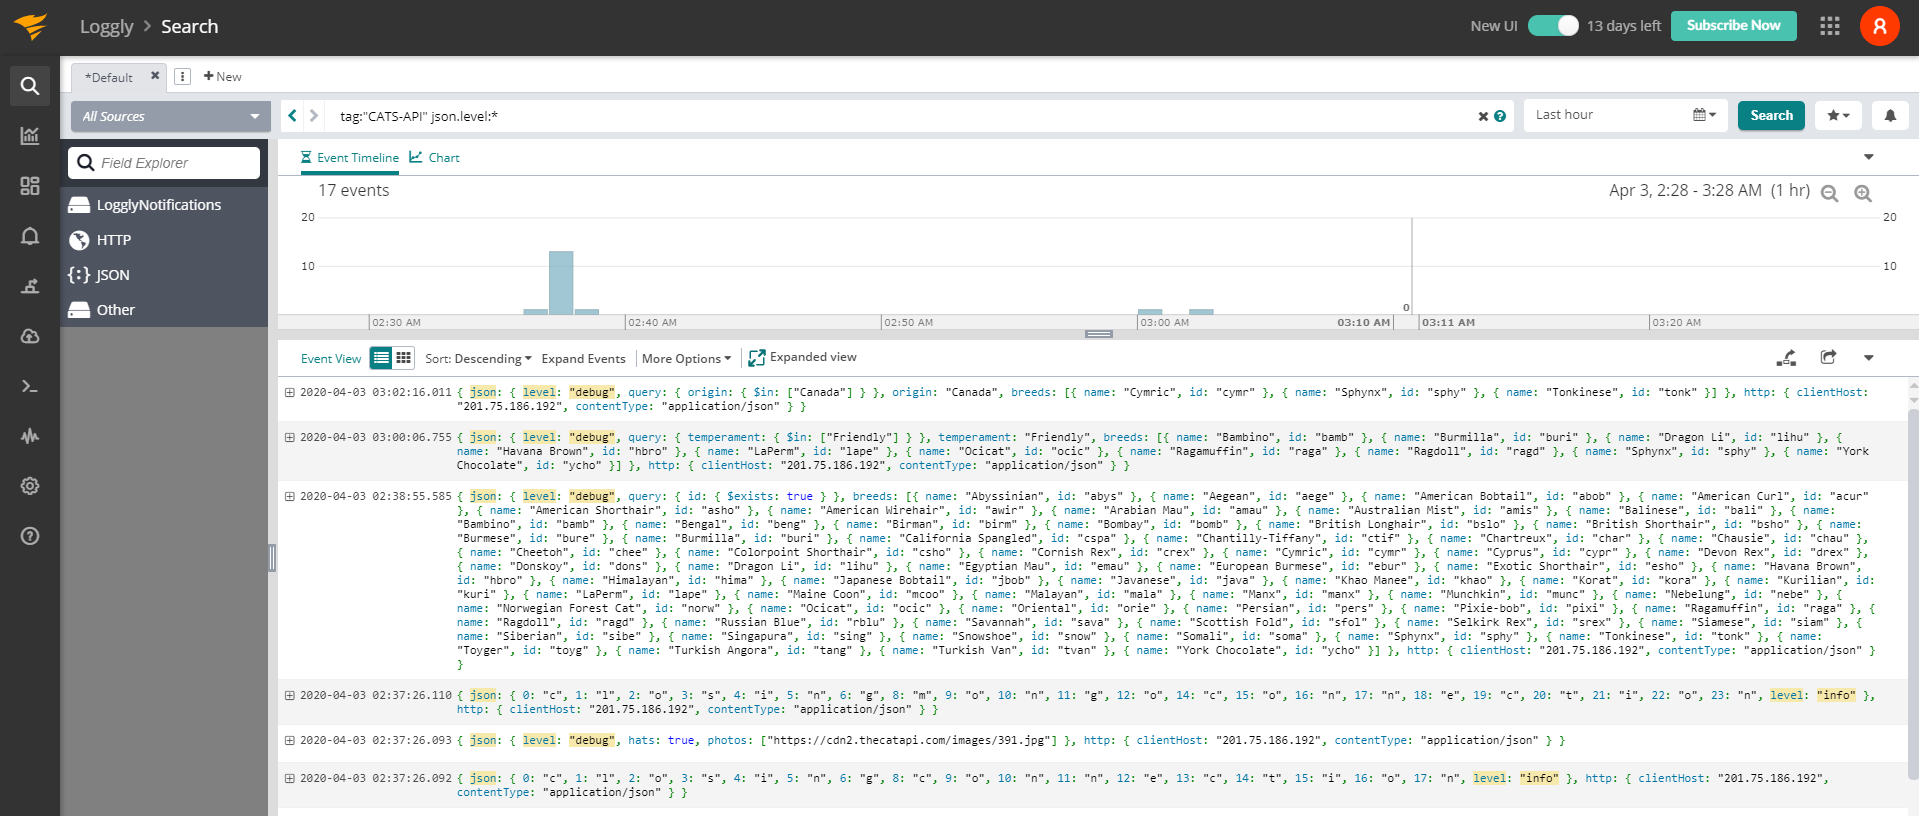 Loggly > Search
New UI 13 days left Subscribe Now
*Default
New
All Sources
tag:"CATS-API" json.level:*
Last hour
Search
Field Explorer
LogglyNotifications
HTTP
JSON
Other
Event Timeline
Chart
17 events
Apr 3, 2:28 - 3:28 AM (1 hr)
20 20
10 10
0
02:30 AM 02:40 AM 02:50 AM 03:00 AM 03:10 AM 03:11 AM 03:20 AM
Event View Sort: Descending Expand Events More Options Expanded view
2020-04-03 03:02:16.011 { json: { level: "debug", query: { origin: { $in: ["Canada"] } }, origin: "Canada", breeds: [{ name: "Cymric", id: "cymr" }, { name: "Sphynx", id: "sphy" }, { name: "Tonkinese", id: "tonk" }] }, http: { clientHost:
"201.75.186.192", contentType: "application/json" } }
2020-04-03 03:00:06.755 { json: { level: "debug", query: { temperament: { $in: ["Friendly"] } }, temperament: "Friendly", breeds: [{ name: "Bambino", id: "bamb" }, { name: "Burmilla", id: "buri" }, { name: "Dragon Li", id: "lihu" }, {
name: "Havana Brown", id: "hbro" }, { name: "LaPerm", id: "lape" }, { name: "Ocicat", id: "ocic" }, { name: "Ragamuffin", id: "raga" }, { name: "Ragdoll", id: "ragd" }, { name: "Sphynx", id: "sphy" }, { name: "York
Chocolate", id: "ycho" }] }, http: { clientHost: "201.75.186.192", contentType: "application/json" } }
2020-04-03 02:38:55.585 { json: { level: "debug", query: { id: { $exists: true } }, breeds: [{ name: "Abyssinian", id: "abys" }, { name: "Aegean", id: "aege" }, { name: "American Bobtail", id: "abob" }, { name: "American Curl", id: "acur"
}, { name: "American Shorthair", id: "asho" }, { name: "American Wirehair", id: "awir" }, { name: "Arabian Mau", id: "amau" }, { name: "Australian Mist", id: "amis" }, { name: "Balinese", id: "bali" }, { name:
"Bambino", id: "bamb" }, { name: "Bengal", id: "beng" }, { name: "Birman", id: "birm" }, { name: "Bombay", id: "bomb" }, { name: "British Longhair", id: "bslo" }, { name: "British Shorthair", id: "bsho" }, { name:
"Burmese", id: "bure" }, { name: "Burmilla", id: "buri" }, { name: "California Spangled", id: "cspa" }, { name: "Chantilly-Tiffany", id: "ctif" }, { name: "Chartreux", id: "char" }, { name: "Chausie", id: "chau" },
{ name: "Cheetoh", id: "chee" }, { name: "Colorpoint Shorthair", id: "csho" }, { name: "Cornish Rex", id: "crex" }, { name: "Cymric", id: "cymr" }, { name: "Cyprus", id: "cypr" }, { name: "Devon Rex", id: "drex" },
{ name: "Donskoy", id: "dons" }, { name: "Dragon Li", id: "lihu" }, { name: "Egyptian Mau", id: "emau" }, { name: "European Burmese", id: "ebur" }, { name: "Exotic Shorthair", id: "esho" }, { name: "Havana Brown",
id: "hbro" }, { name: "Himalayan", id: "hima" }, { name: "Japanese Bobtail", id: "jbob" }, { name: "Javanese", id: "java" }, { name: "Khao Manee", id: "khao" }, { name: "Korat", id: "kora" }, { name: "Kurilian", id:
"kuri" }, { name: "LaPerm", id: "lape" }, { name: "Maine Coon", id: "mcoo" }, { name: "Malayan", id: "mala" }, { name: "Manx", id: "manx" }, { name: "Munchkin", id: "munc" }, { name: "Nebelung", id: "nebe" }, {
name: "Norwegian Forest Cat", id: "norw" }, { name: "Ocicat", id: "ocic" }, { name: "Oriental", id: "orie" }, { name: "Persian", id: "pers" }, { name: "Pixie-bob", id: "pixi" }, { name: "Ragamuffin", id: "raga" }, {
name: "Ragdoll", id: "ragd" }, { name: "Russian Blue", id: "rblu" }, { name: "Savannah", id: "sava" }, { name: "Scottish Fold", id: "sfol" }, { name: "Selkirk Rex", id: "srex" }, { name: "Siamese", id: "siam" }, {
name: "Siberian", id: "sibe" }, { name: "Singapura", id: "sing" }, { name: "Snowshoe", id: "snow" }, { name: "Somali", id: "soma" }, { name: "Sphynx", id: "sphy" }, { name: "Tonkinese", id: "tonk" }, { name:
"Toyger", id: "toyg" }, { name: "Turkish Angora", id: "tang" }, { name: "Turkish Van", id: "tvan" }, { name: "York Chocolate", id: "ycho" }] }, http: { clientHost: "201.75.186.192", contentType: "application/json" }
}
2020-04-03 02:37:26.110 { json: { 0: "c", 1: "l", 2: "o", 3: "s", 4: "i", 5: "n", 6: "g", 8: "m", 9: "o", 10: "n", 11: "g", 12: "o", 14: "c", 15: "o", 16: "n", 17: "n", 18: "e", 19: "c", 20: "t", 21: "i", 22: "o", 23: "n", level: "info" },
http: { clientHost: "201.75.186.192", contentType: "application/json" } }
2020-04-03 02:37:26.093 { json: { level: "debug", hats: true, photos: ["https://cdn2.thecatapi.com/images/391.jpg"] }, http: { clientHost: "201.75.186.192", contentType: "application/json" } }
2020-04-03 02:37:26.092 { json: { 0: "c", 1: "l", 2: "o", 3: "s", 4: "i", 5: "n", 6: "g", 8: "c", 9: "o", 10: "n", 11: "n", 12: "e", 13: "c", 14: "t", 15: "i", 16: "o", 17: "n", level: "info" }, http: { clientHost: "201.75.186.192",
contentType: "application/json" } }